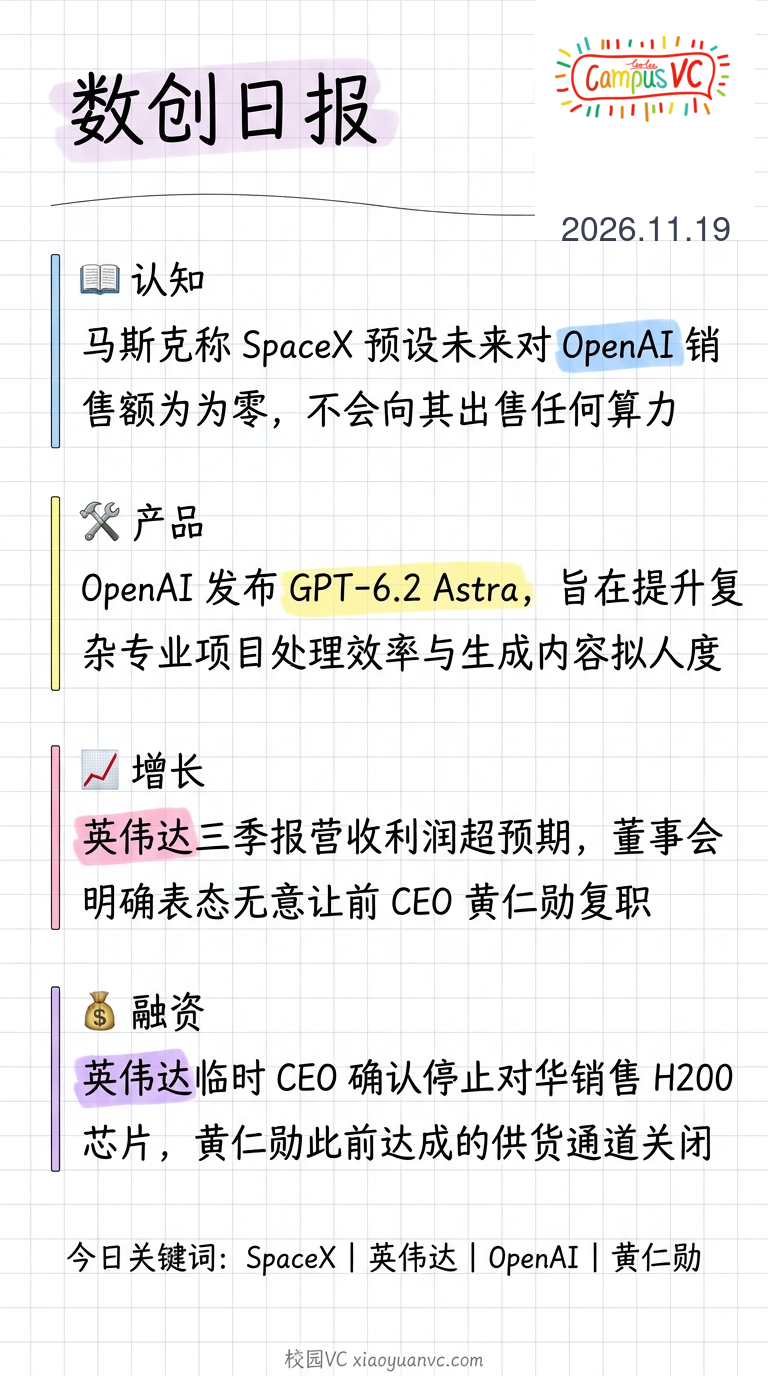 数创日报
leo lee
Campus VC
2026.11.19
认知
马斯克称 SpaceX 预设未来对 OpenAI 销
售额为为零，不会向其出售任何算力
产品
OpenAI 发布 GPT-6.2 Astra，旨在提升复
杂专业项目处理效率与生成内容拟人度
增长
英伟达三季报营收利润超预期，董事会
明确表态无意让前 CEO 黄仁勋复职
融资
英伟达临时 CEO 确认停止对华销售 H200
芯片，黄仁勋此前达成的供货通道关闭
今日关键词：SpaceX | 英伟达 | OpenAI | 黄仁勋
校园VC xiaoyuanvc.com